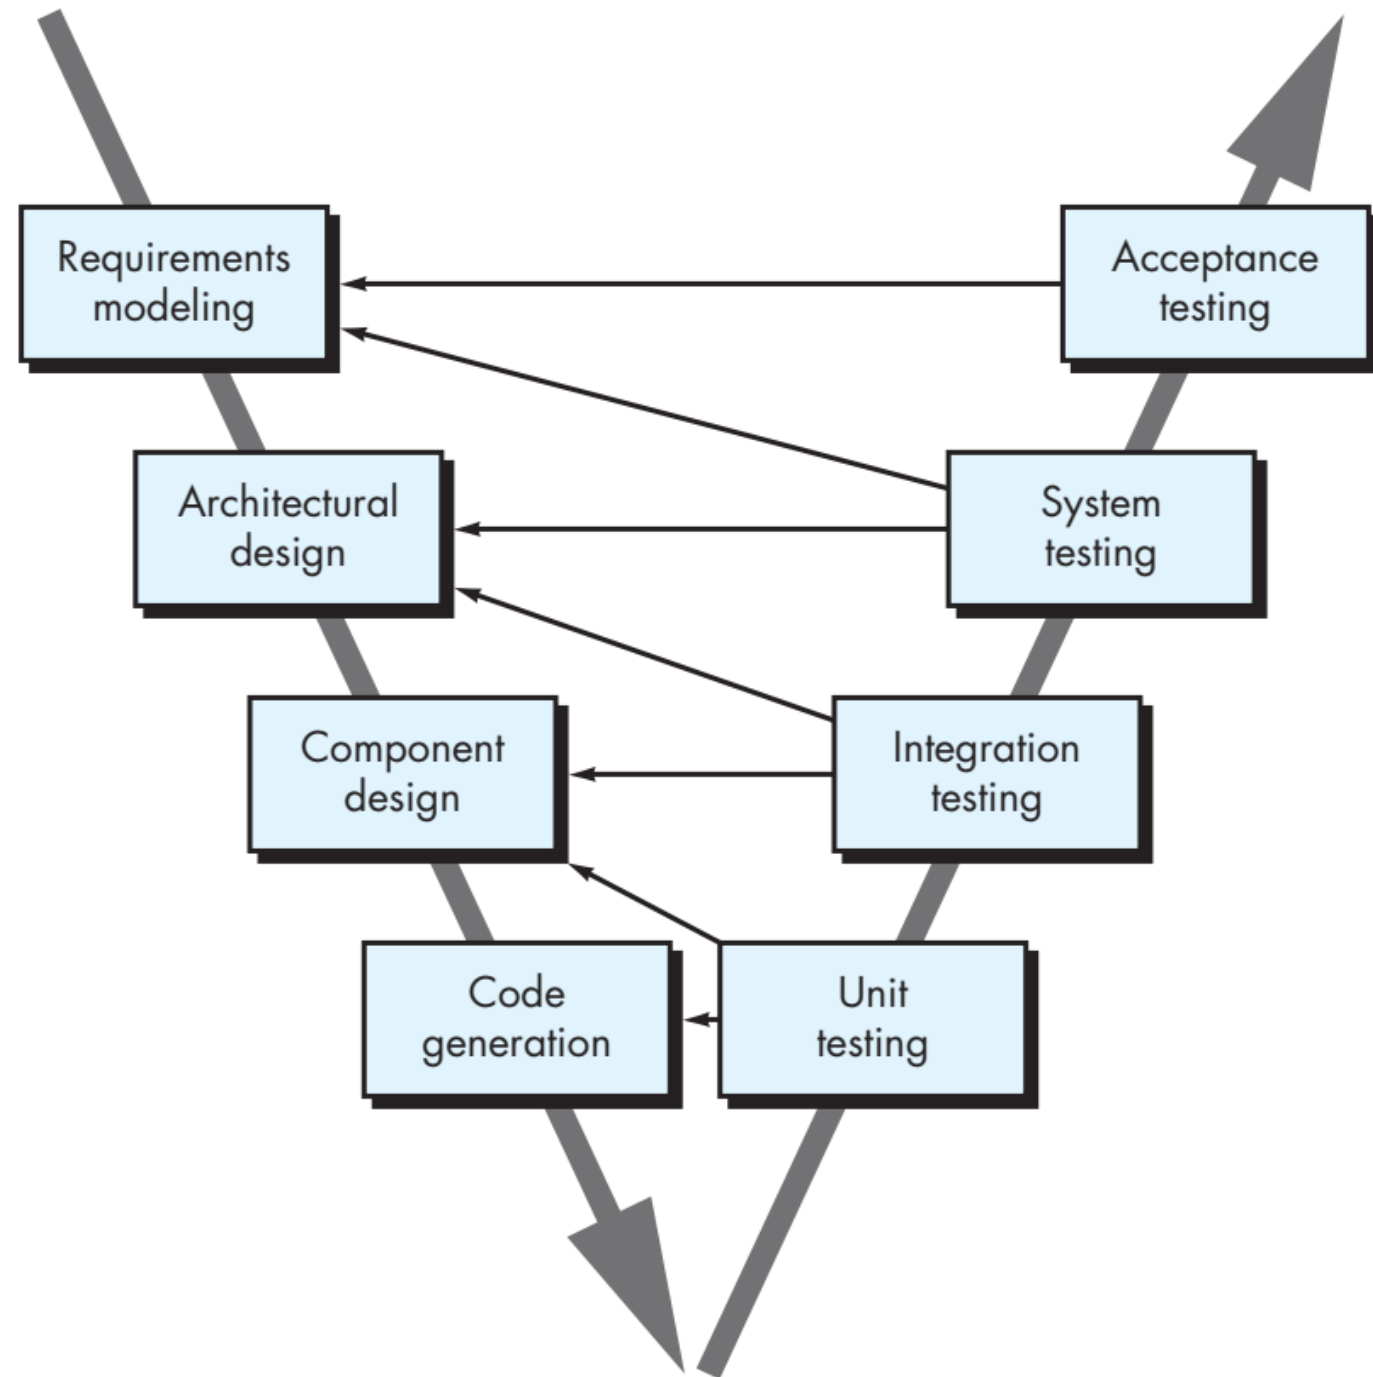 Requirements
modeling
Acceptance
testing
Architectural
design
System
testing
Component
design
Integration
testing
Code
generation
Unit
testing